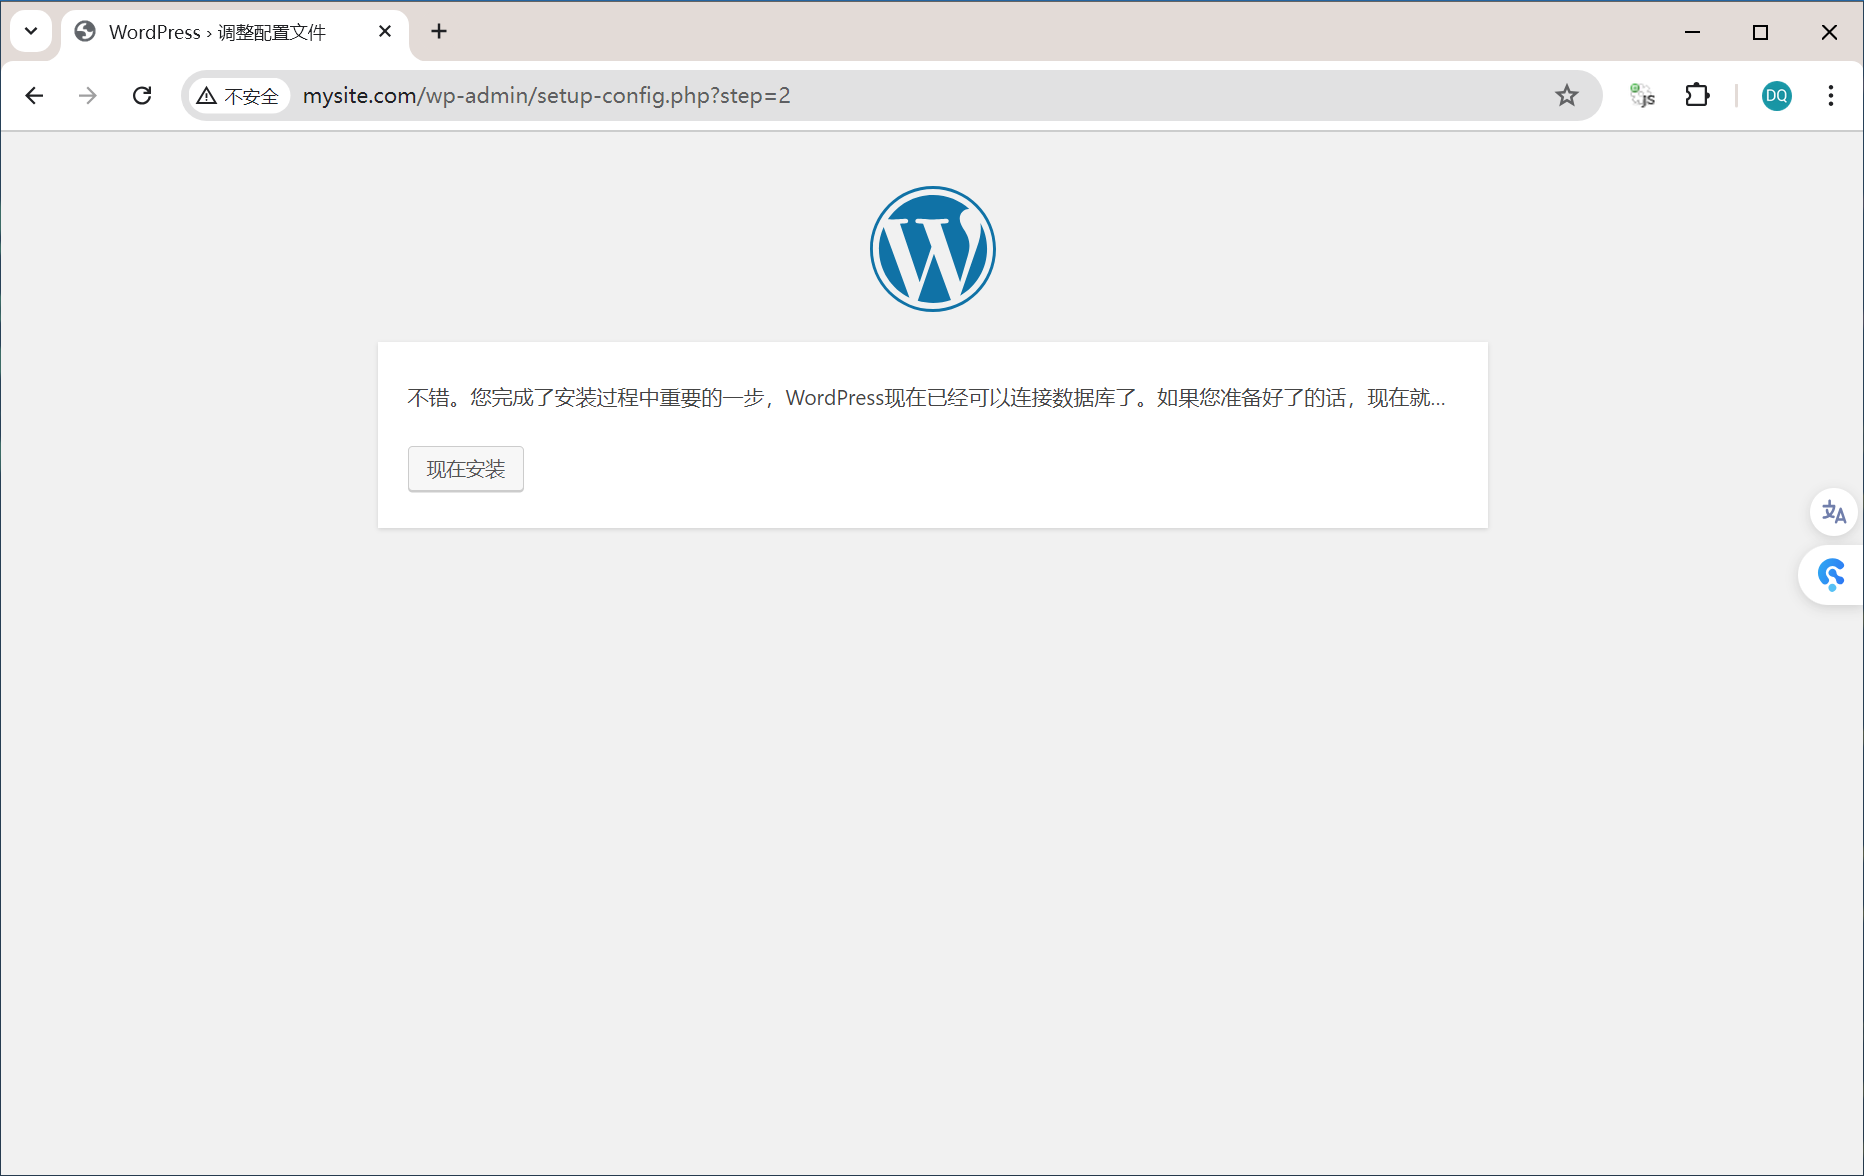 WordPress › 调整配置文件
不安全 mysite.com/wp-admin/setup-config.php?step=2
JS
DQ
不错。您完成了安装过程中重要的一步，WordPress现在已经可以连接数据库了。如果您准备好了的话，现在就…
现在安装
文A